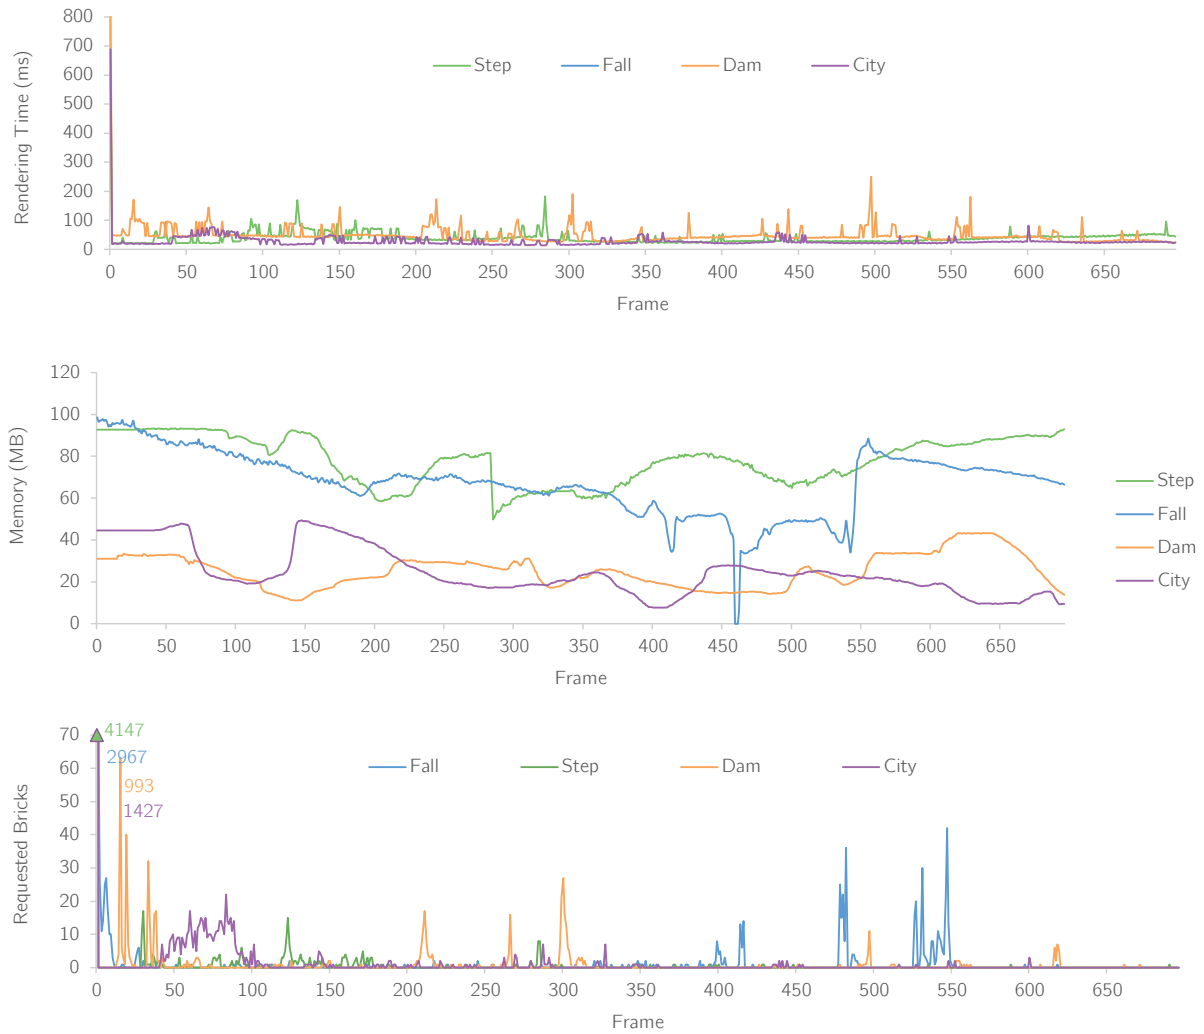 800
700
600
500
400
300
200
100
0
Rendering Time (ms)
Step Fall Dam City
0 50 100 150 200 250 300 350 400 450 500 550 600 650
Frame
120
100
80
60
40
20
0
Memory (MB)
Step
Fall
Dam
City
0 50 100 150 200 250 300 350 400 450 500 550 600 650
Frame
70
60
50
40
30
20
10
0
Requested Bricks
4147
2967
993
1427
Fall Step Dam City
0 50 100 150 200 250 300 350 400 450 500 550 600 650
Frame